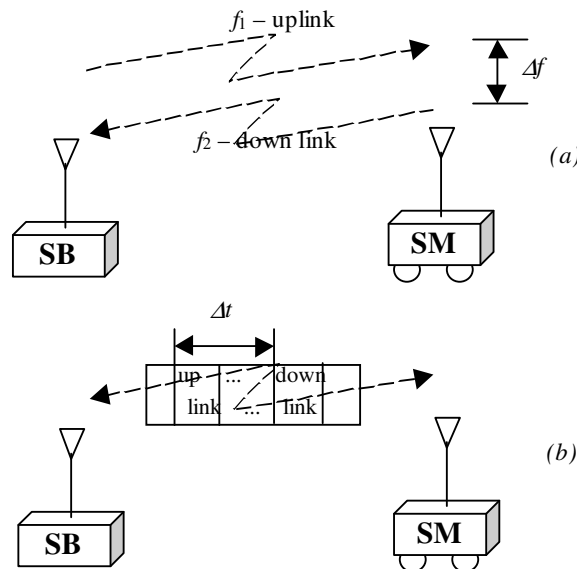 f1 – uplink
Δf
f2 – down link
(a)
SB
SM
Δt
up ... down
link ... link
(b)
SB
SM